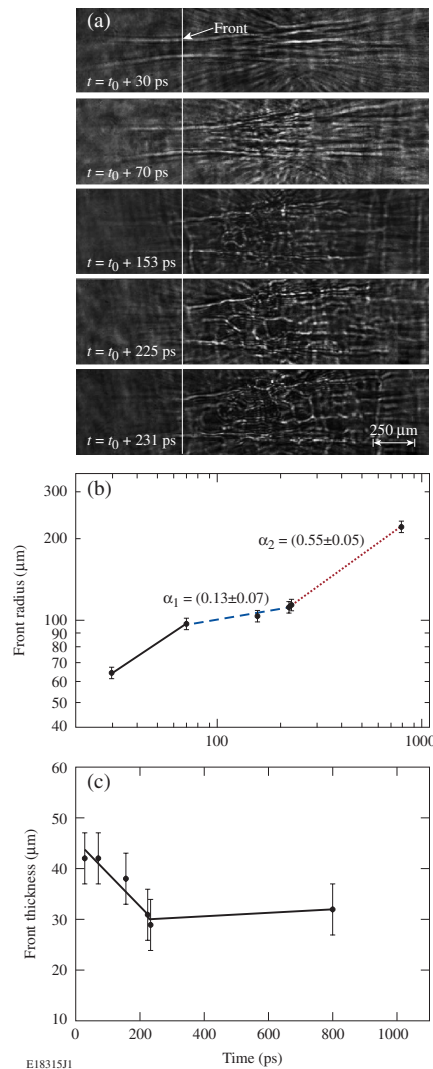 (a)
Front
t = t0 + 30 ps
t = t0 + 70 ps
t = t0 + 153 ps
t = t0 + 225 ps
t = t0 + 231 ps
250 μm
(b)
300
200
100
90
80
70
60
50
40
Front radius (μm)
α1 = (0.13±0.07)
α2 = (0.55±0.05)
100
1000
(c)
60
50
40
30
20
10
Front thickness (μm)
0
200
400
600
800
1000
Time (ps)
E18315J1